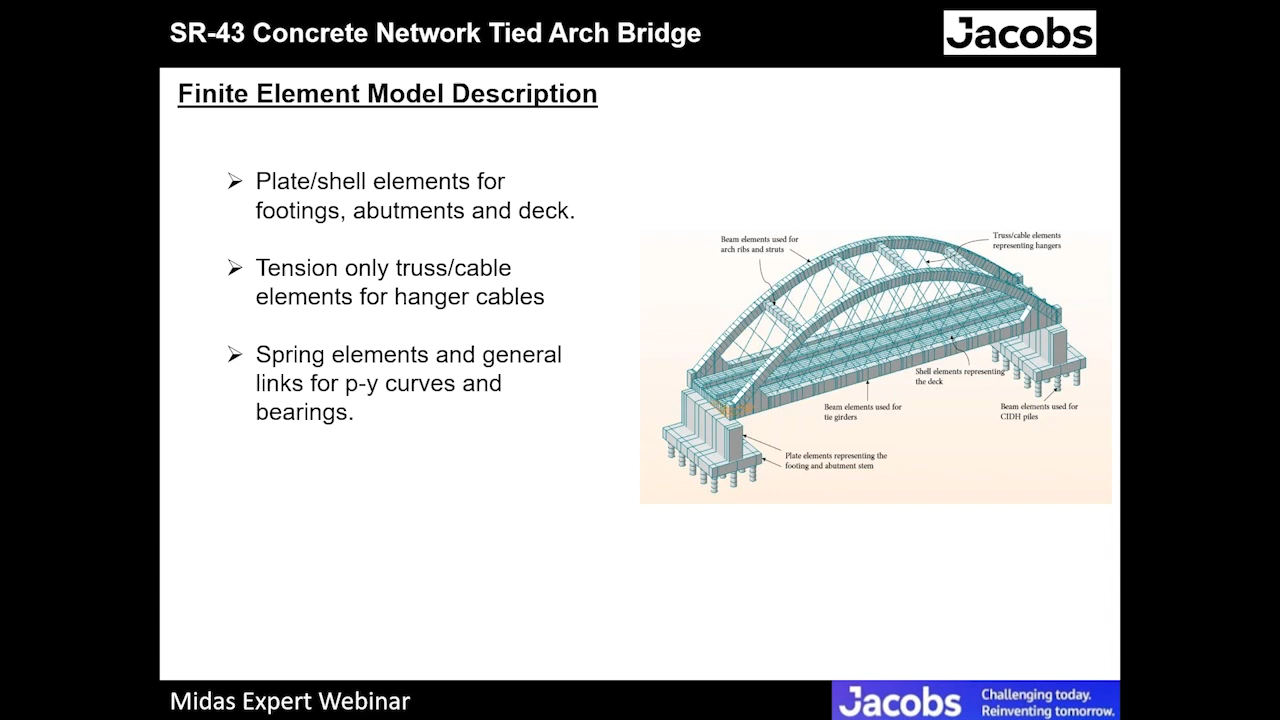 SR-43 Concrete Network Tied Arch Bridge
Jacobs
Finite Element Model Description
Plate/shell elements for
footings, abutments and deck.
Tension only truss/cable
elements for hanger cables
Spring elements and general
links for p-y curves and
bearings.
Beam elements used for
arch ribs and struts
Truss/cable elements
representing hangers
Shell elements representing
the deck
Beam elements used for
tie girders
Beam elements used for
CIDH piles
Plate elements representing the
footing and abutment stem
Midas Expert Webinar
Jacobs
Challenging today.
Reinventing tomorrow.